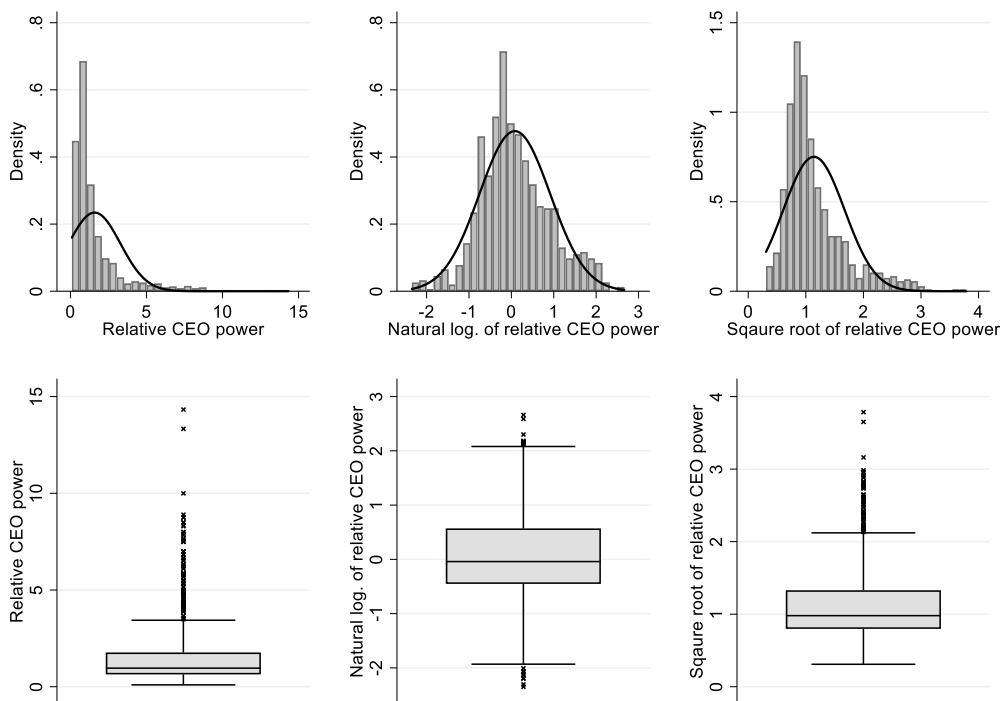 .8
.6
.4
.2
0
Density
0 5 10 15
Relative CEO power
.8
.6
.4
.2
0
Density
-2 -1 0 1 2 3
Natural log. of relative CEO power
1.5
1
.5
0
Density
0 1 2 3 4
Sqaure root of relative CEO power
15
10
5
0
Relative CEO power
3
2
1
0
-1
-2
Natural log. of relative CEO power
4
3
2
1
0
Sqaure root of relative CEO power